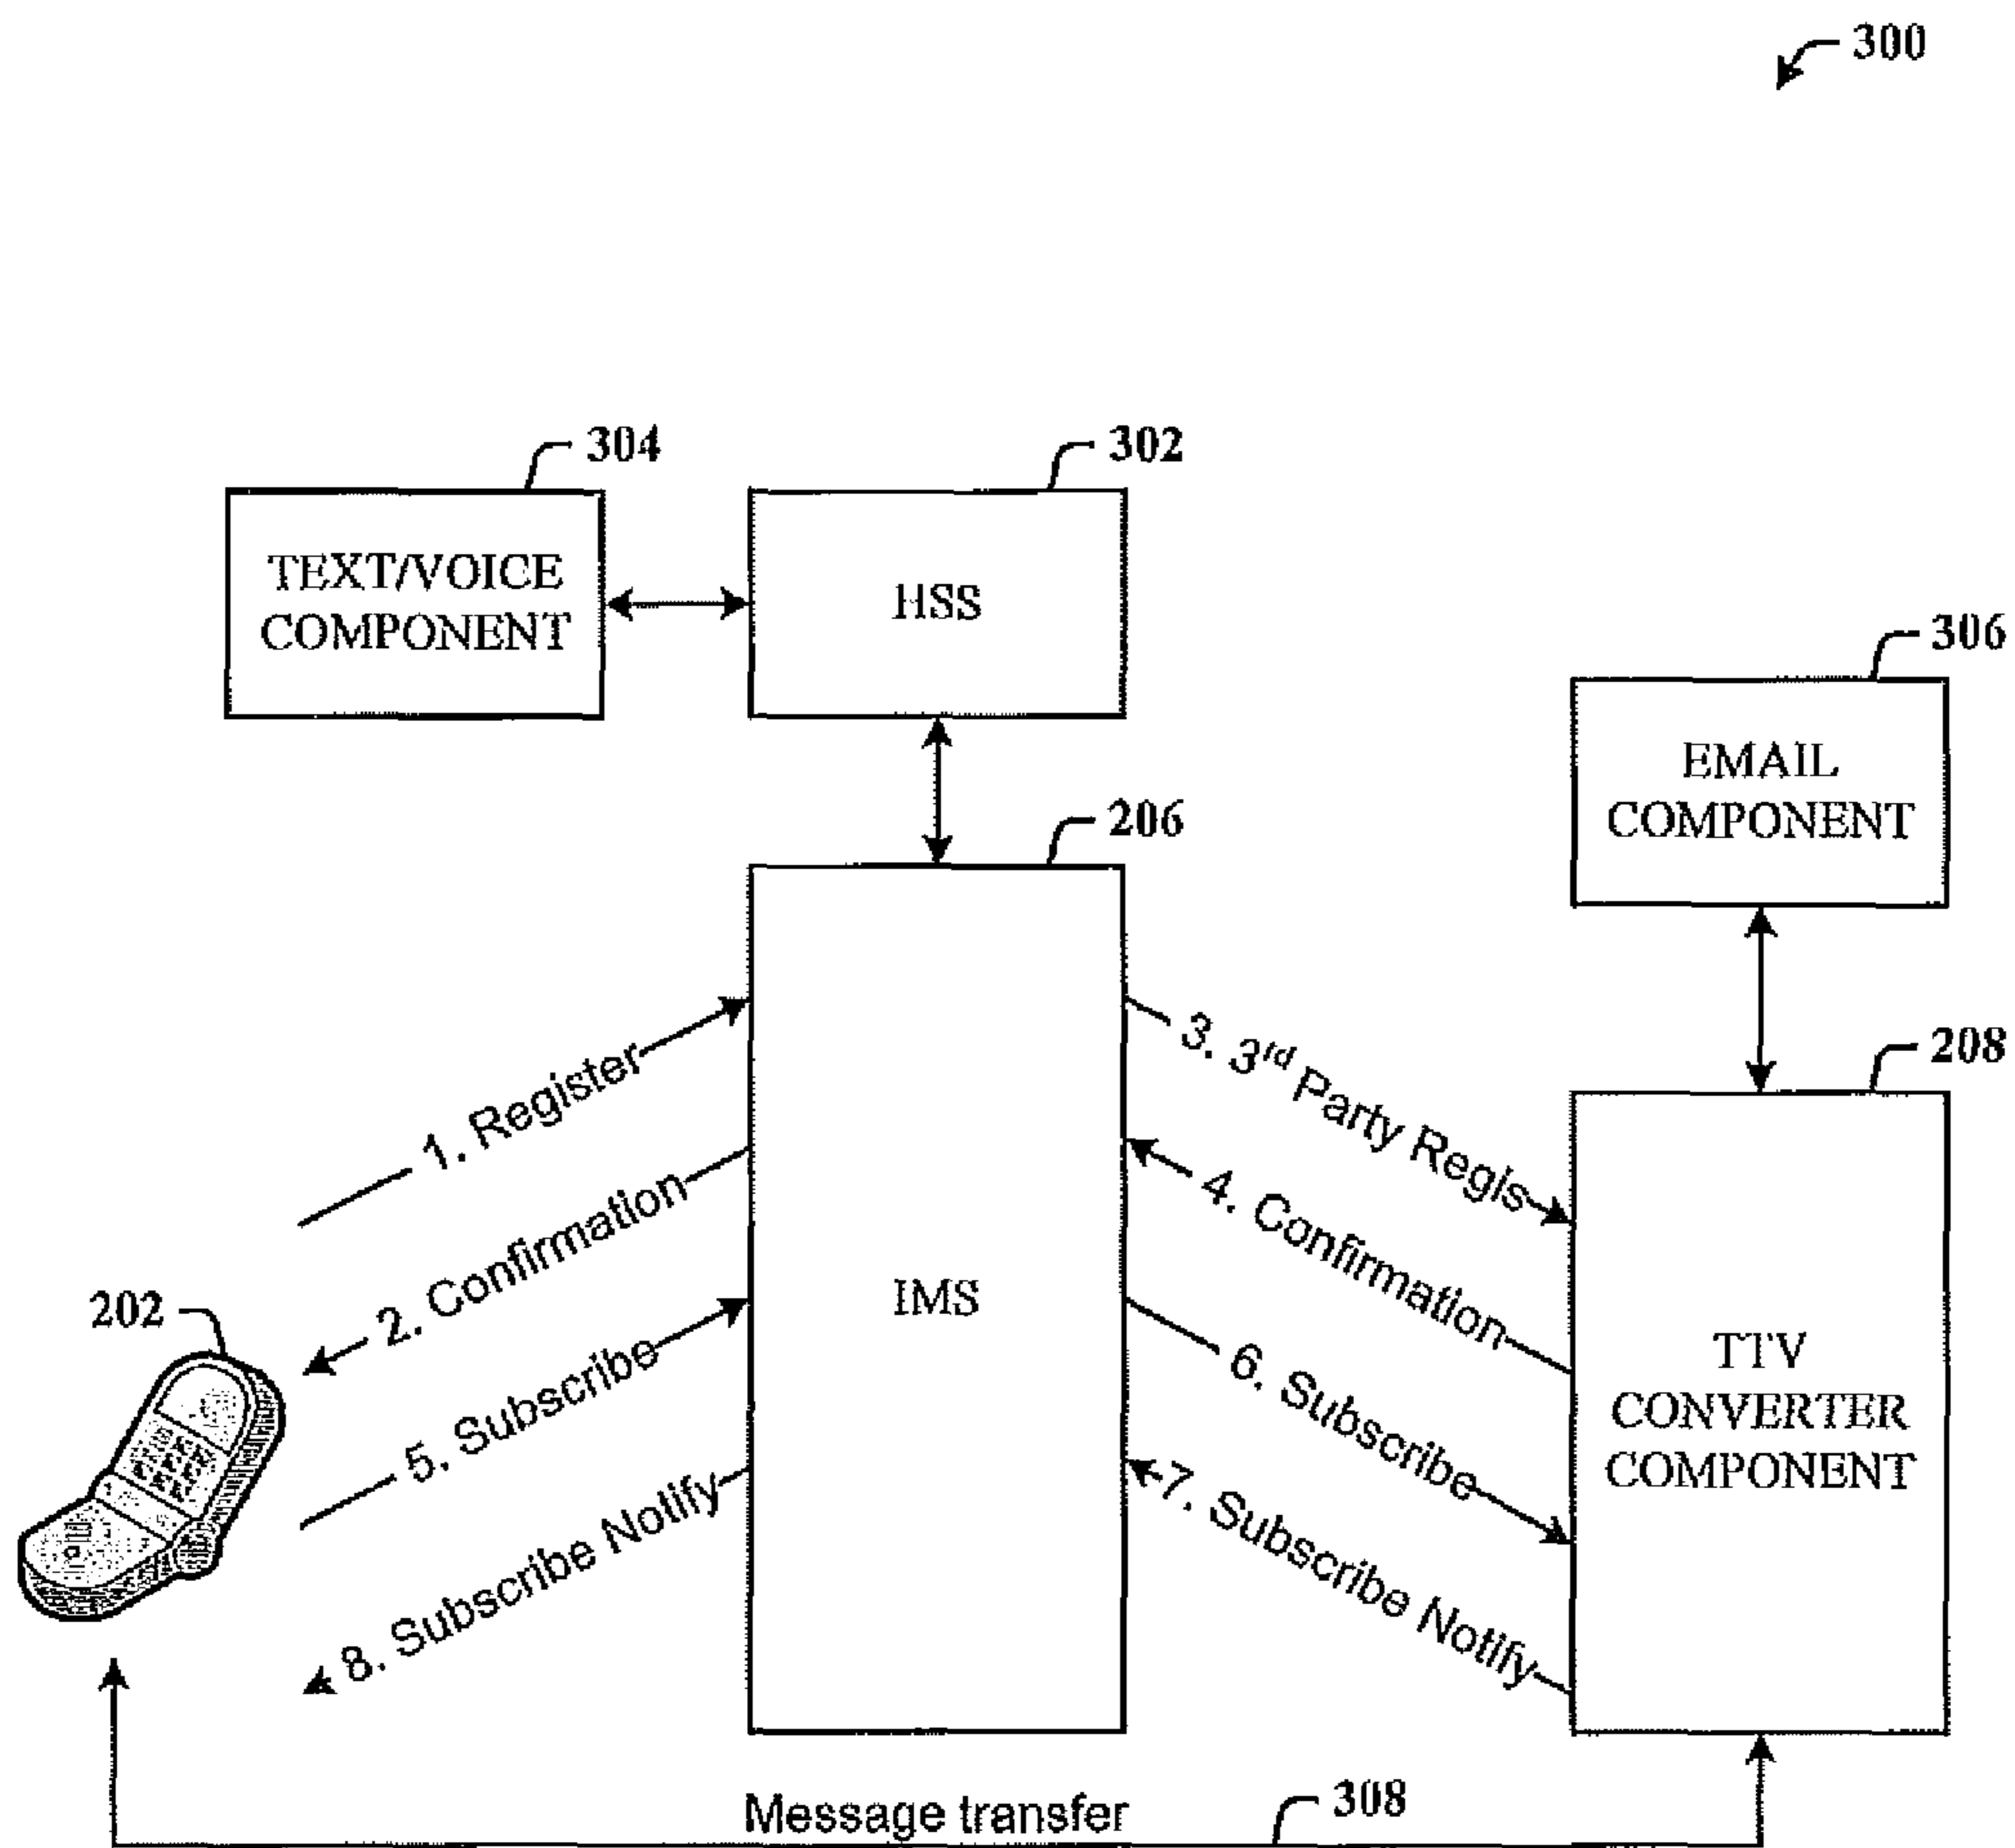 300
304
302
TEXT/VOICE
COMPONENT
HSS
306
EMAIL
COMPONENT
206
208
1. Register
3. 3rd Party Regis
2. Confirmation
4. Confirmation
202
IMS
5. Subscribe
6. Subscribe
TTV
CONVERTER
COMPONENT
8. Subscribe Notify
7. Subscribe Notify
Message transfer
308